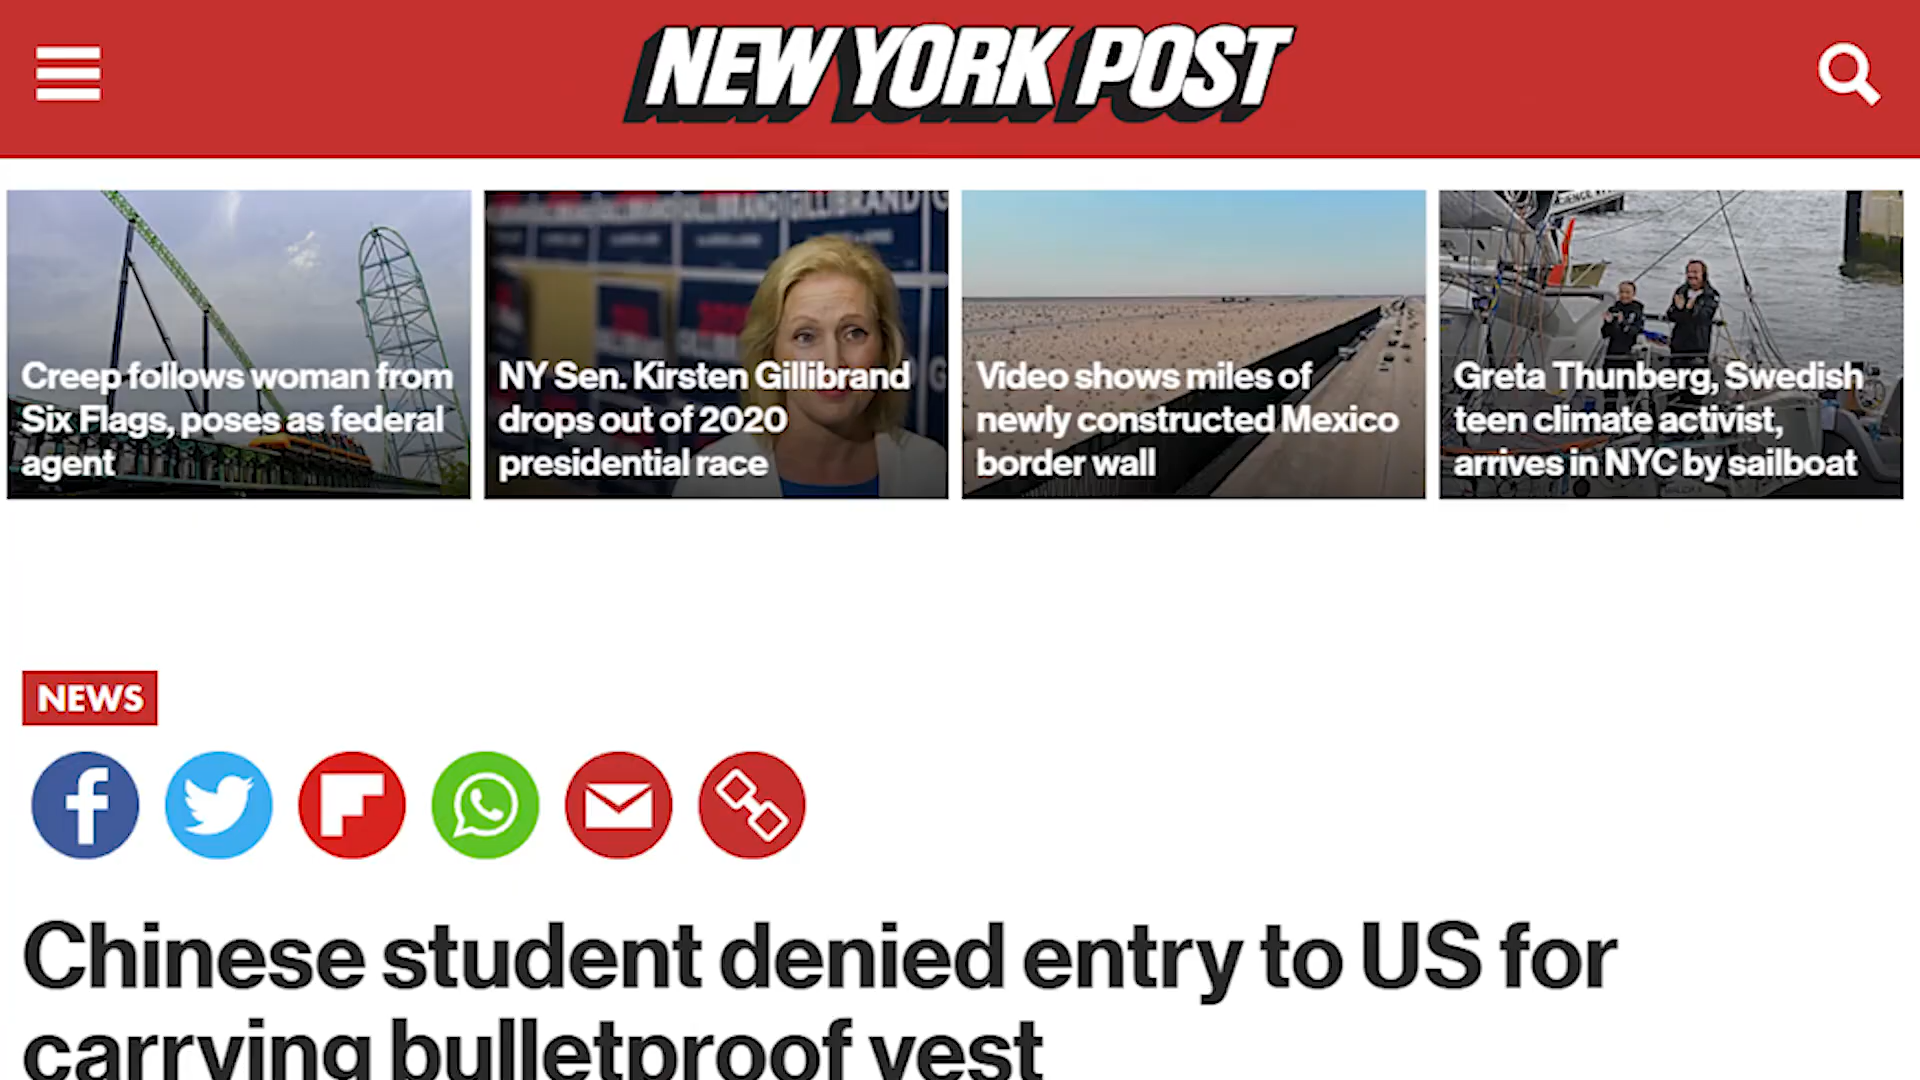 NEW YORK POST
Creep follows woman from
Six Flags, poses as federal
agent
NY Sen. Kirsten Gillibrand
drops out of 2020
presidential race
Video shows miles of
newly constructed Mexico
border wall
Greta Thunberg, Swedish
teen climate activist,
arrives in NYC by sailboat
NEWS
Chinese student denied entry to US for
carrying bulletproof vest